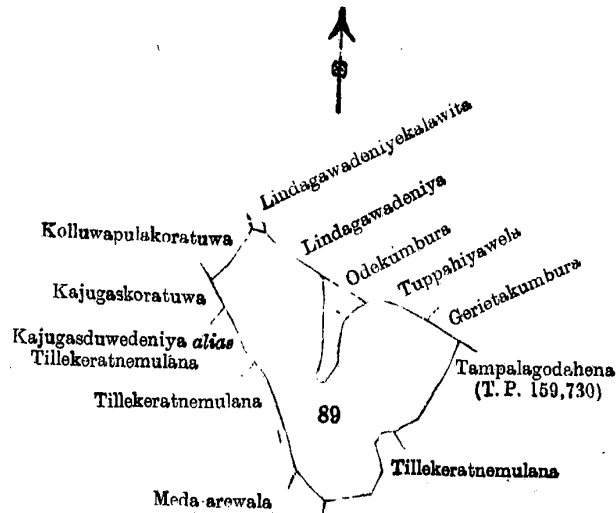 Lindagawadeniyekalawita
Lindagawadeniya
Kolluwapulakoratuwa
Odekumbura
Tuppahiyawela
Kajugaskoratuwa
Gerietakumbura
Kajugasduwedeniya alias
Tillekeratnemulana
Tampalagodahena
(T. P. 159,730)
Tillekeratnemulana
89
Tillekeratnemulana
Meda-arewala